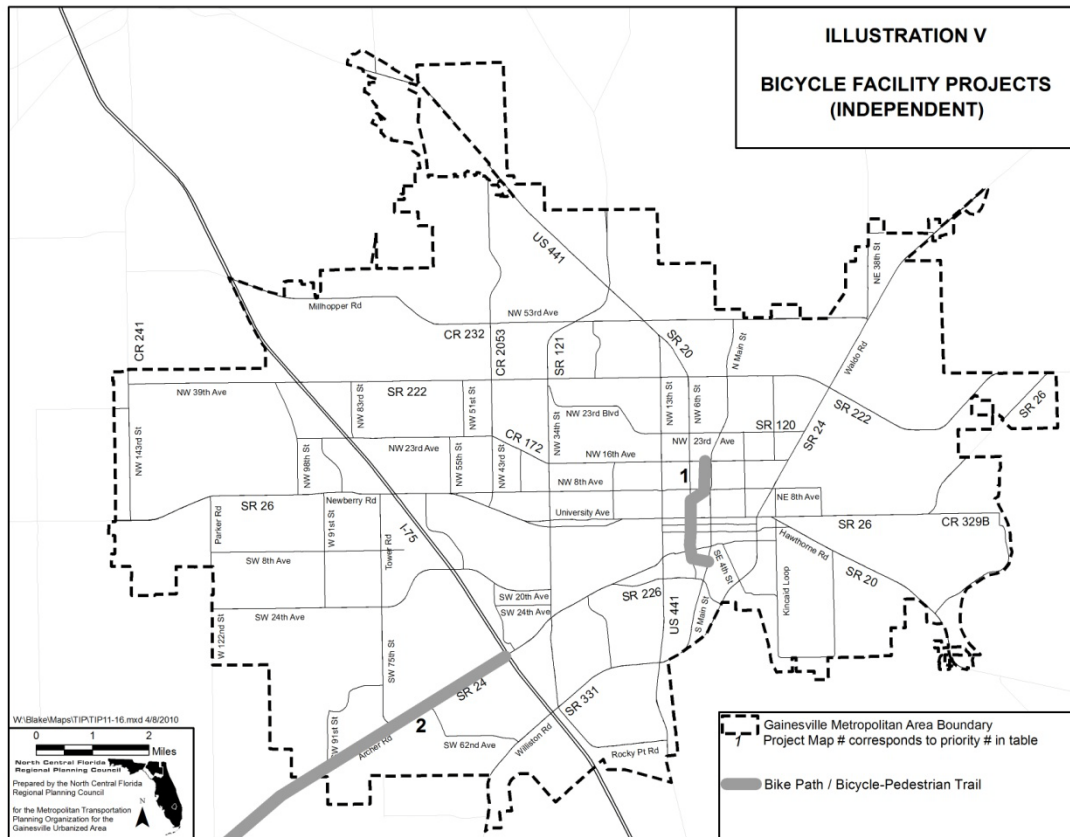 ILLUSTRATION V
BICYCLE FACILITY PROJECTS
(INDEPENDENT)
US 441
NE 38th St
Millhopper Rd
NW 53rd Ave
CR 241
CR 232
CR 2053
SR 121
SR 20
N Main St
Waldo Rd
NW 39th Ave
NW 83rd St
SR 222
NW 51st St
NW 34th St
NW 23rd Blvd
NW 13th St
NW 6th St
SR 120
SR 24
SR 222
SR 26
NW 143rd St
NW 98th St
NW 23rd Ave
NW 55th St
NW 43rd St
CR 172
NW 16th Ave
NW 23rd Ave
NW 8th Ave
1
NE 8th Ave
Parker Rd
SR 26
Newberry Rd
W 91st St
Tower Rd
I-75
University Ave
SR 26
CR 329B
Hawthorne Rd
SR 20
SW 8th Ave
SE 4th St
Kincaid Loop
SW 20th Ave
SW 24th Ave
SR 226
US 441
S Main St
W 122nd St
SW 24th Ave
SW 75th St
SR 24
2
SR 331
Williston Rd
W 91st St
Archer Rd
SW 62nd Ave
Rocky Pt Rd
W:\Blake\Maps\TIP\TIP11-16.mxd 4/8/2010
0 1 2
Miles
North Central Florida
Regional Planning Council
Prepared by the North Central Florida
Regional Planning Council
N
for the Metropolitan Transportation
Planning Organization for the
Gainesville Urbanized Area
Gainesville Metropolitan Area Boundary
1 Project Map # corresponds to priority # in table
Bike Path / Bicycle-Pedestrian Trail